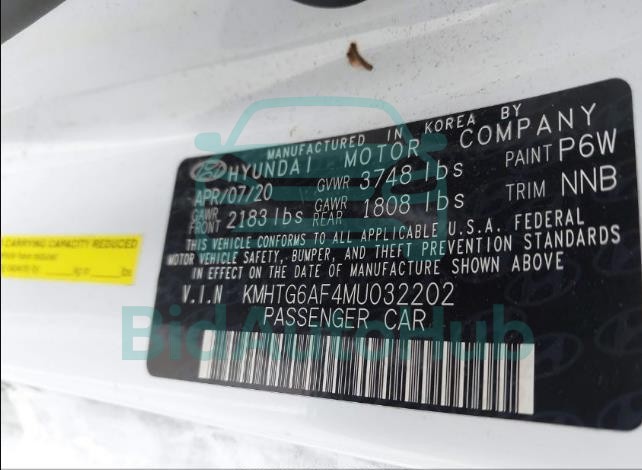 MANUFACTURED IN KOREA BY
HYUNDAI MOTOR COMPANY
APR/07/20 GVWR 3748 lbs PAINT P6W
GAWR FRONT 2183 lbs GAWR REAR 1808 lbs TRIM NNB
THIS VEHICLE CONFORMS TO ALL APPLICABLE U.S.A. FEDERAL
MOTOR VEHICLE SAFETY, BUMPER, AND THEFT PREVENTION STANDARDS
IN EFFECT ON THE DATE OF MANUFACTURE SHOWN ABOVE
V.I.N KMHTG6AF4MU032202
PASSENGER CAR
BidAutoHub
CARRYING CAPACITY REDUCED